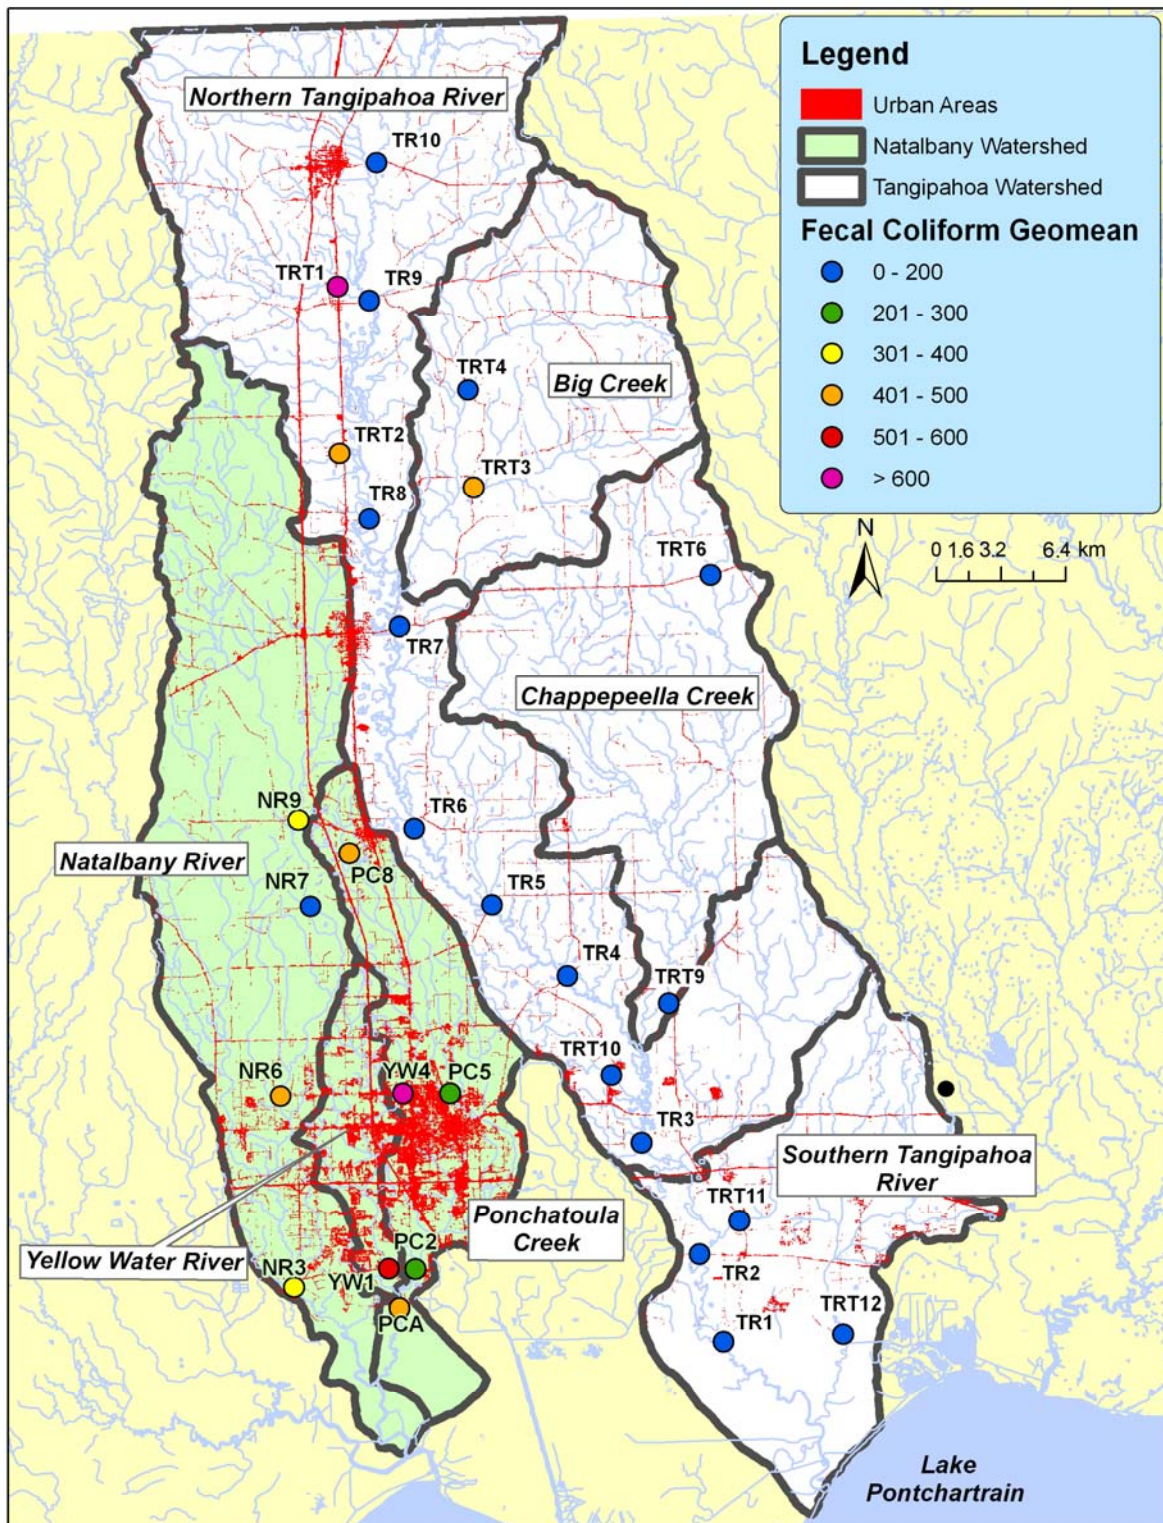 Legend
Urban Areas
Natalbany Watershed
Tangipahoa Watershed
Fecal Coliform Geomean
0 - 200
201 - 300
301 - 400
401 - 500
501 - 600
> 600
N
0 1.6 3.2 6.4 km
Northern Tangipahoa River
TR10
TRT1
TR9
TRT4
Big Creek
TRT2
TRT3
TR8
TRT6
TR7
Chappepeella Creek
NR9
TR6
Natalbany River
PC8
NR7
TR5
TR4
TRT9
NR6
YW4
PC5
TRT10
TR3
Southern Tangipahoa
River
Ponchatoula
Creek
TRT11
Yellow Water River
NR3
YW1
PC2
TR2
PCA
TR1
TRT12
Lake
Pontchartrain